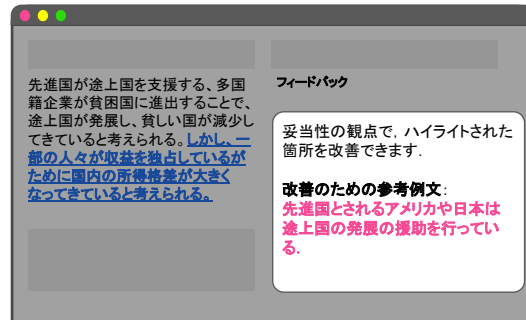 先進国が途上国を支援する、多国
籍企業が貧困国に進出することで、
途上国が発展し、貧しい国が減少し
てきていると考えられる。しかし、一
部の人々が収益を独占しているが
ために国内の所得格差が大きく
なってきていると考えられる。
フィードバック
妥当性の観点で, ハイライトされた
箇所を改善できます.
改善のための参考例文:
先進国とされるアメリカや日本は
途上国の発展の援助を行ってい
る.